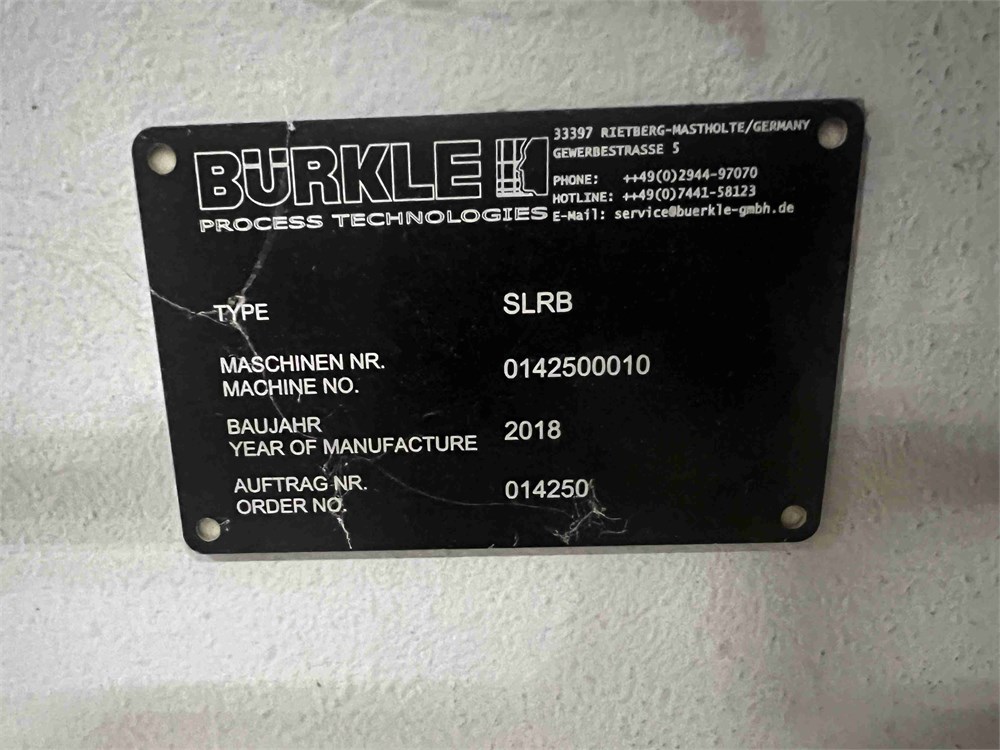 BÜRKLE
PROCESS TECHNOLOGIES
33397 RIETBERG-MASTHOLTE/GERMANY
GEWERBESTRASSE 5
PHONE: ++49(0)2944-97070
HOTLINE: ++49(0)7441-58123
E-Mail: service@buerkle-gmbh.de
TYPE SLRB
MASCHINEN NR.
MACHINE NO. 0142500010
BAUJAHR
YEAR OF MANUFACTURE 2018
AUFTRAG NR.
ORDER NO. 014250